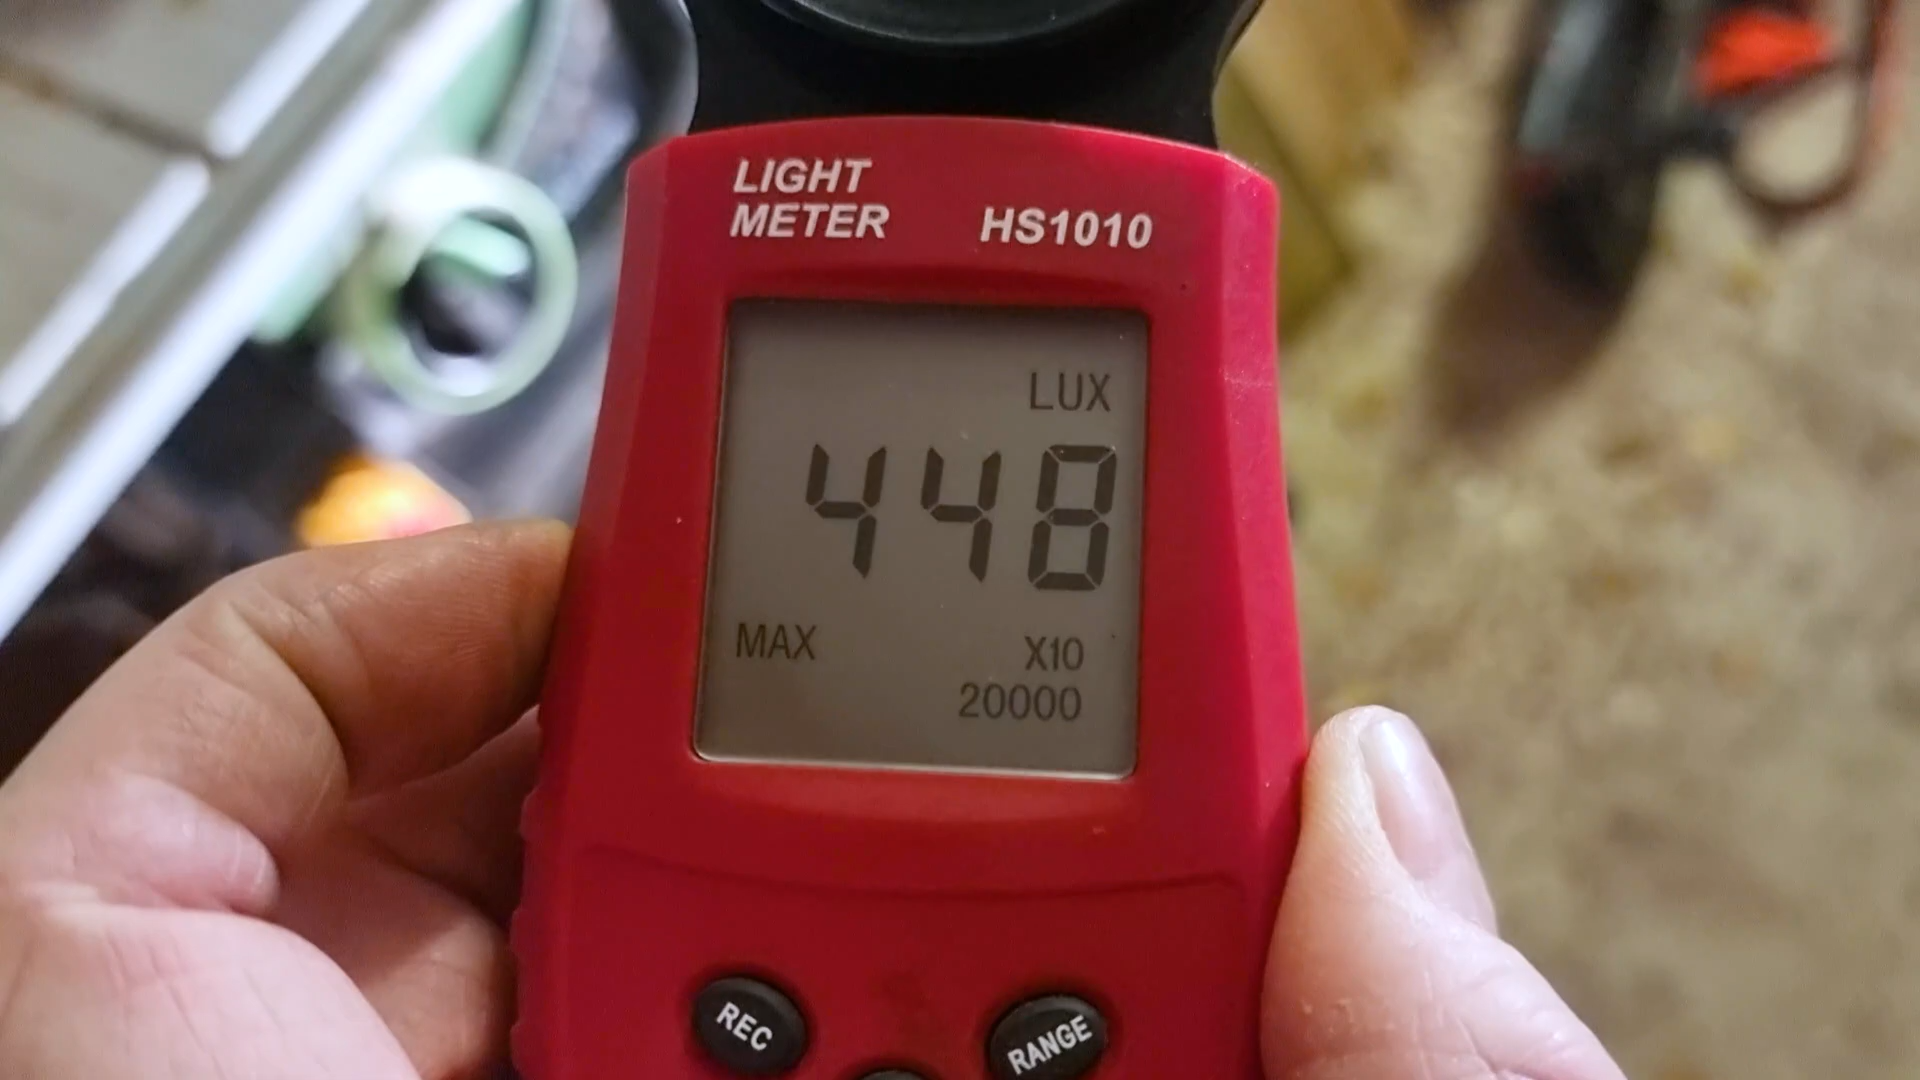 LIGHT
METER HS1010
LUX
448
MAX X10
20000
REC RANGE